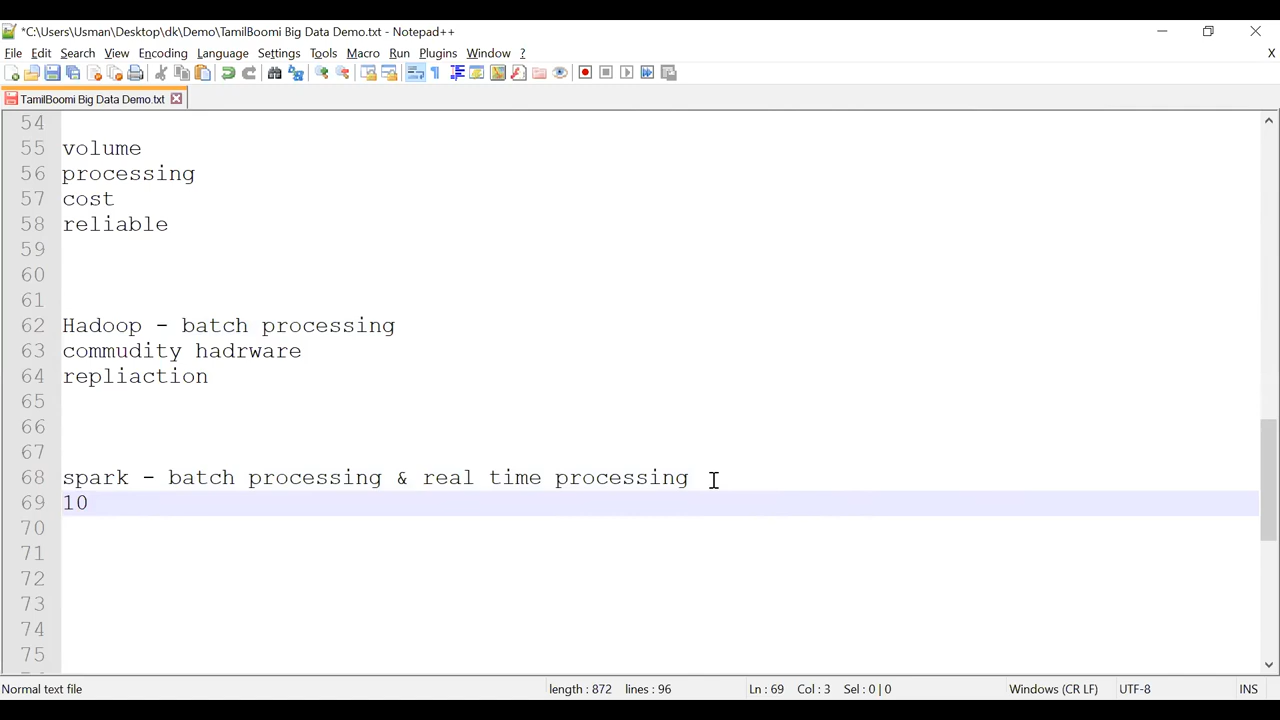 *C:\Users\Usman\Desktop\dk\Demo\TamilBoomi Big Data Demo.txt - Notepad++
File Edit Search View Encoding Language Settings Tools Macro Run Plugins Window ? X
TamilBoomi Big Data Demo.txt
54
55 volume
56 processing
57 cost
58 reliable
59
60
61
62 Hadoop - batch processing
63 commudity hadrware
64 repliaction
65
66
67
68 spark - batch processing & real time processing
69 10
70
71
72
73
74
75
Normal text file length : 872 lines : 96 Ln : 69 Col : 3 Sel : 0 | 0 Windows (CR LF) UTF-8 INS